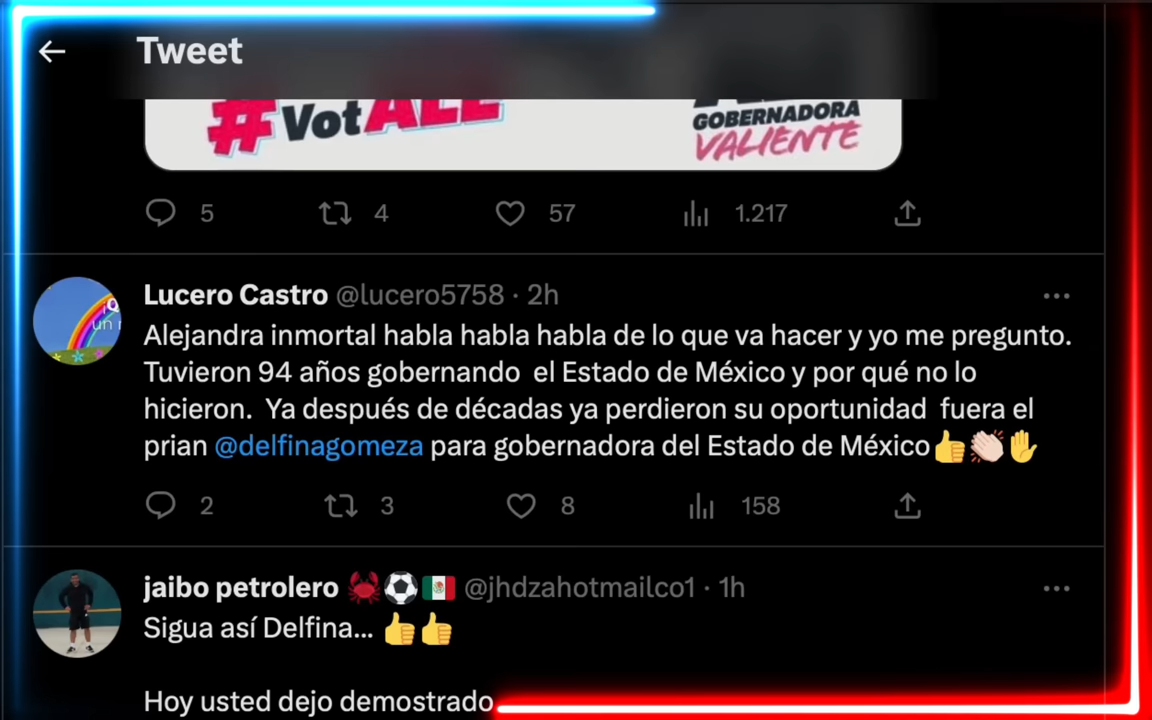 Tweet
#VotALE
GOBERNADORA
VALIENTE
5 4 57 1.217
Lucero Castro @lucero5758 · 2h
Alejandra inmortal habla habla habla de lo que va hacer y yo me pregunto.
Tuvieron 94 años gobernando el Estado de México y por qué no lo
hicieron. Ya después de décadas ya perdieron su oportunidad fuera el
prian @delfinagomeza para gobernadora del Estado de México👍👏🏻✋
2 3 8 158
jaibo petrolero 🦀⚽🇲🇽 @jhdzahotmailco1 · 1h
Sigua así Delfina... 👍👍
Hoy usted dejo demostrado